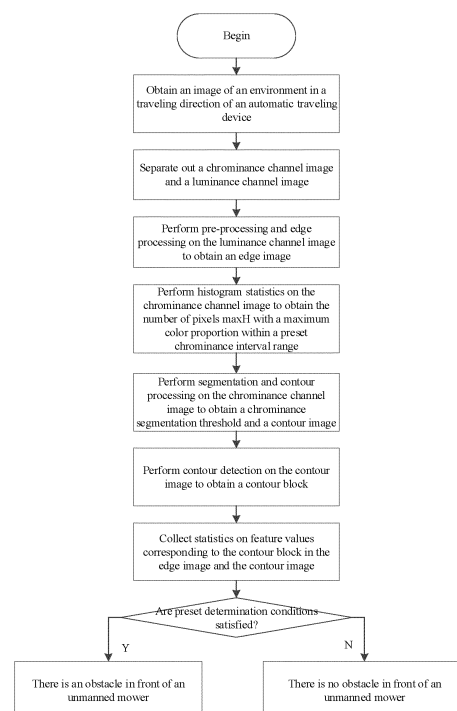 Begin
Obtain an image of an environment in a
traveling direction of an automatic traveling
device
Separate out a chrominance channel image
and a luminance channel image
Perform pre-processing and edge
processing on the luminance channel image
to obtain an edge image
Perform histogram statistics on the
chrominance channel image to obtain the
number of pixels maxH with a maximum
color proportion within a preset
chrominance interval range
Perform segmentation and contour
processing on the chrominance channel
image to obtain a chrominance
segmentation threshold and a contour image
Perform contour detection on the contour
image to obtain a contour block
Collect statistics on feature values
corresponding to the contour block in the
edge image and the contour image
Are preset determination conditions
satisfied?
Y
N
There is an obstacle in front of an
unmanned mower
There is no obstacle in front of an
unmanned mower